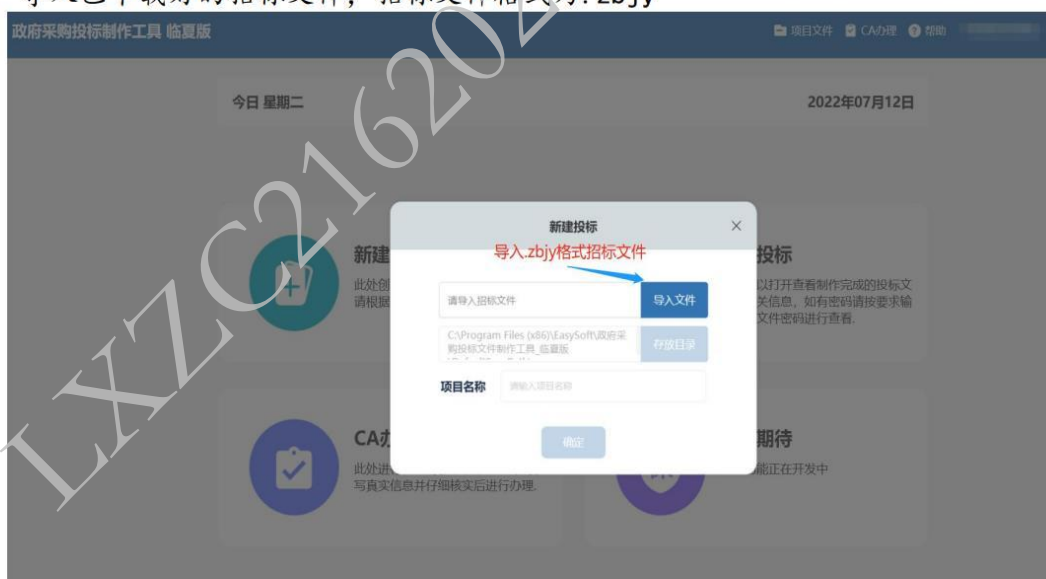 导入已下载好的招标文件，招标文件格式为.zbjy
政府采购投标制作工具 临夏版
项目文件 CA办理 帮助
今日 星期二
2022年07月12日
新建投标
导入.zbjy格式招标文件
新建
投标
此处创
以打开查看制作完成的投标文
请根据
关信息，如有密码请按要求输
文件密码进行查看.
请导入招标文件
导入文件
C:\Program Files (x86)\EasySoft\政府采
购投标文件制作工具_临夏版
存放目录
项目名称
请输入项目名称
确定
CA办
期待
此处进
能正在开发中
写真实信息并仔细核实后进行办理.
LXZC21620